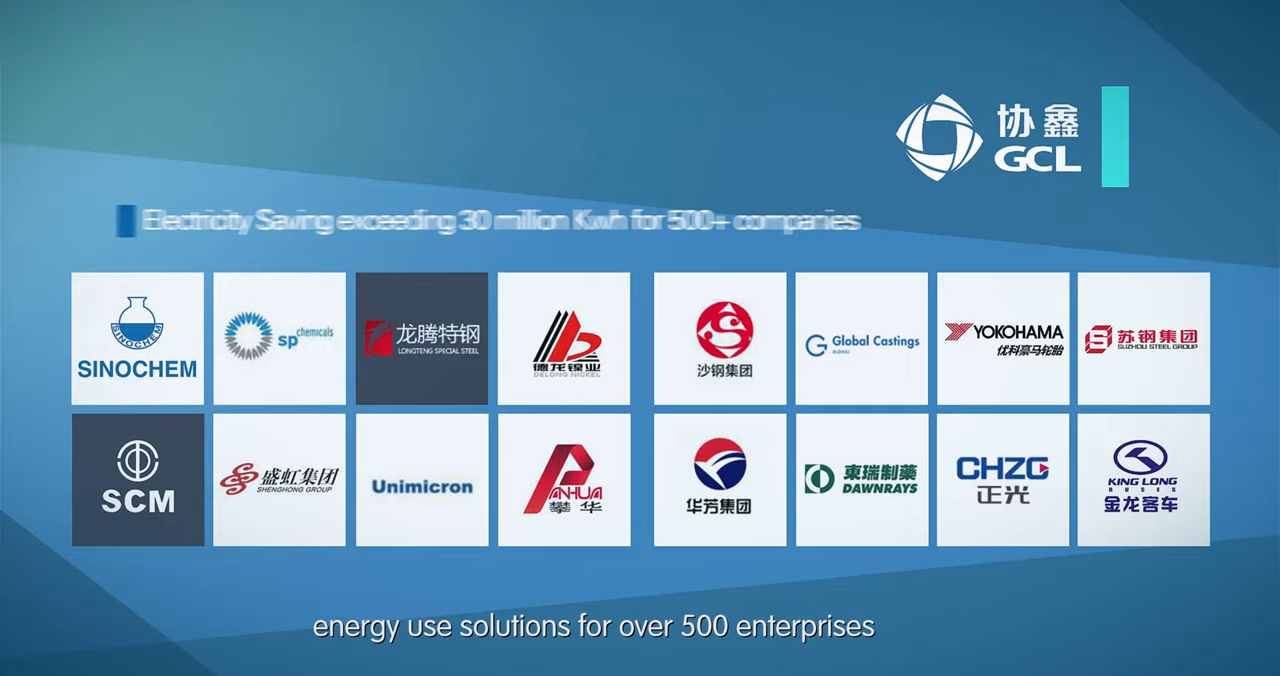 协鑫
GCL
Electricity Saving exceeding 30 million Kwh for 500+ companies
SINOCHEM
SINOCHEM
sp chemicals
龙腾特钢
LONGTENG SPECIAL STEEL
德龙镍业
DELONG NICKEL
沙钢集团
Global Castings
SUZHOU
YOKOHAMA
优科豪马轮胎
苏钢集团
SUZHOU STEEL GROUP
SCM
盛虹集团
SHENGHONG GROUP
Unimicron
PANHUA
攀华
华芳集团
東瑞制藥
DAWNRAYS
CHZG
正光
KING LONG
BUSES
金龙客车
energy use solutions for over 500 enterprises